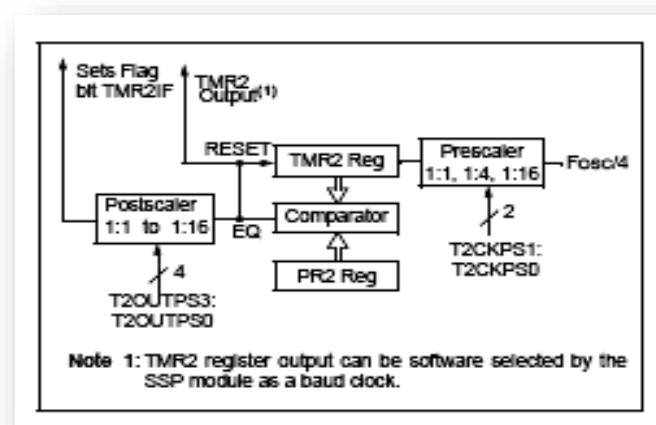 Sets Flag
bit TMR2IF
TMR2
Output(1)
RESET
TMR2 Reg
Prescaler
1:1, 1:4, 1:16
Fosc/4
Postscaler
1:1 to 1:16
EQ
Comparator
2
4
PR2 Reg
T2CKPS1:
T2CKPS0
T2OUTPS3:
T2OUTPS0
Note 1: TMR2 register output can be software selected by the
SSP module as a baud clock.